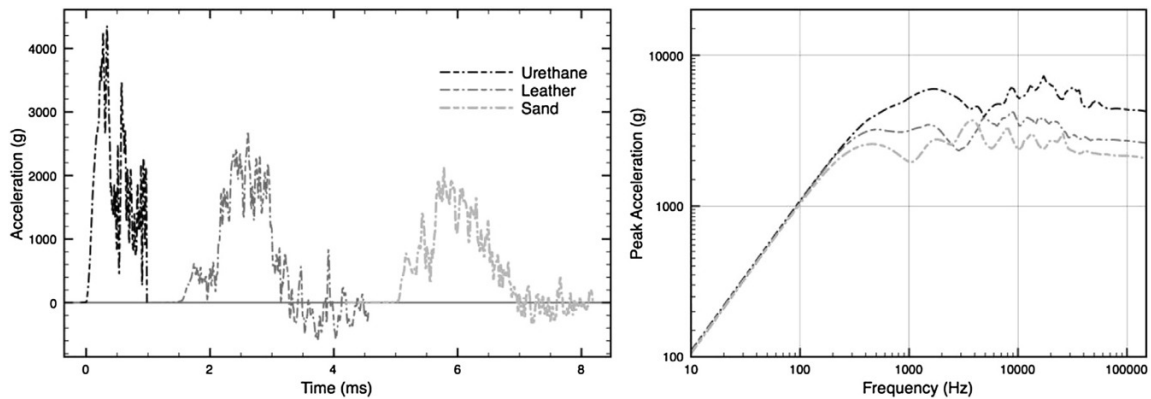 Acceleration (g)
4000
3000
2000
1000
0
0 2 4 6 8
Time (ms)
Urethane
Leather
Sand
Peak Acceleration (g)
10000
1000
100
10 100 1000 10000 100000
Frequency (Hz)